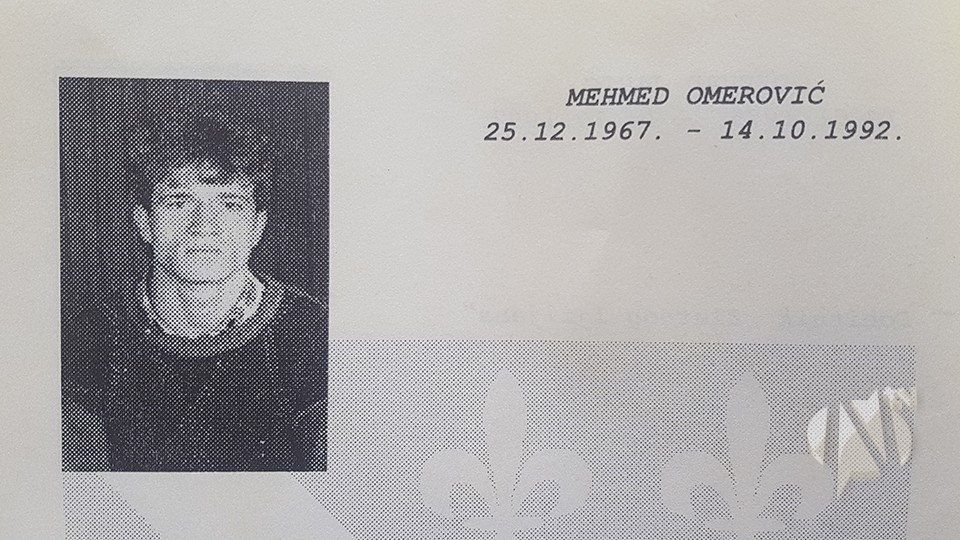 MEHMED OMEROVIĆ
25.12.1967. - 14.10.1992.